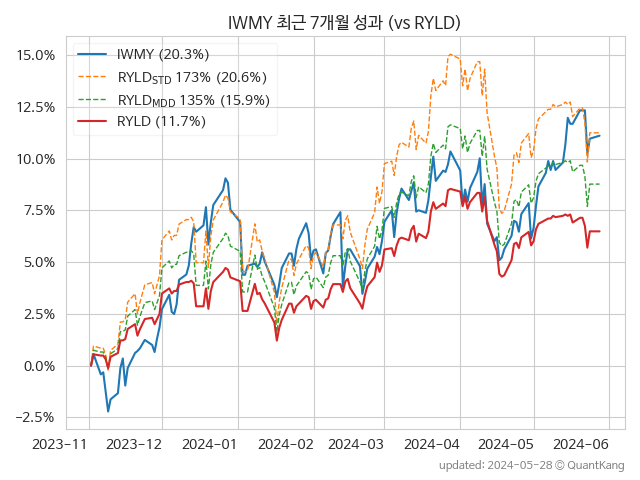 IWMY 최근 7개월 성과 (vs RYLD)
IWMY (20.3%)
RYLD_STD 173% (20.6%)
RYLD_MDD 135% (15.9%)
RYLD (11.7%)
15.0%
12.5%
10.0%
7.5%
5.0%
2.5%
0.0%
−2.5%
2023−11 2023−12 2024−01 2024−02 2024−03 2024−04 2024−05 2024−06
updated: 2024-05-28 © QuantKang